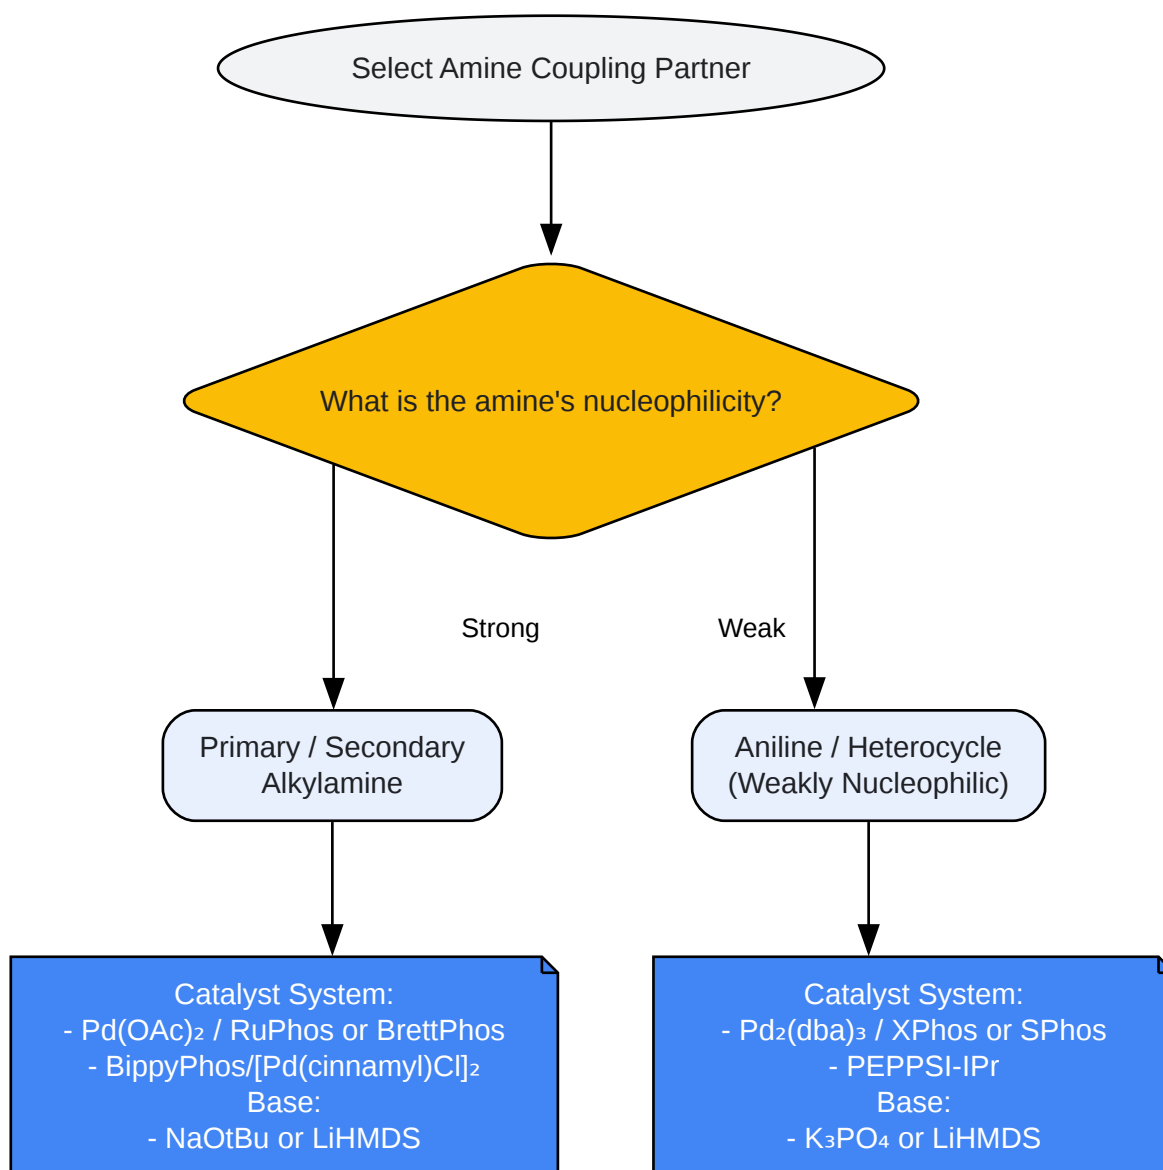 Select Amine Coupling Partner
What is the amine's nucleophilicity?
Strong
Weak
Primary / Secondary
Alkylamine
Aniline / Heterocycle
(Weakly Nucleophilic)
Catalyst System:
- Pd(OAc)₂ / RuPhos or BrettPhos
- BippyPhos/[Pd(cinnamyl)Cl]₂
Base:
- NaOtBu or LiHMDS
Catalyst System:
- Pd₂(dba)₃ / XPhos or SPhos
- PEPPSI-IPr
Base:
- K₃PO₄ or LiHMDS